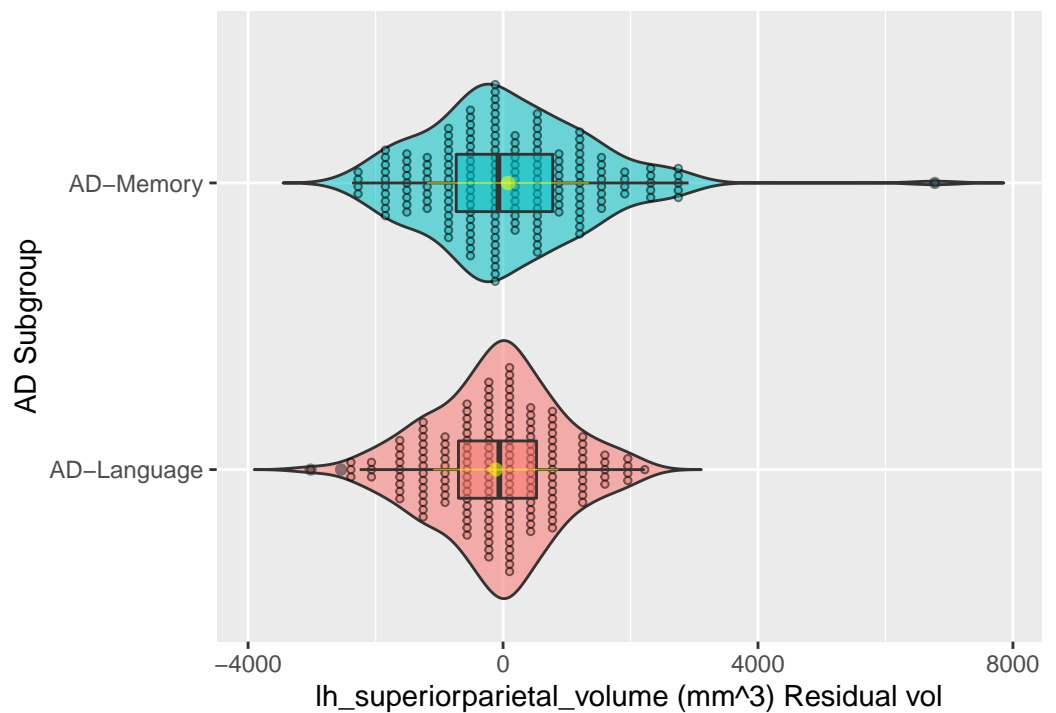 AD Subgroup
AD−Memory
AD−Language
−4000
0
4000
8000
lh_superiorparietal_volume (mm^3) Residual vol